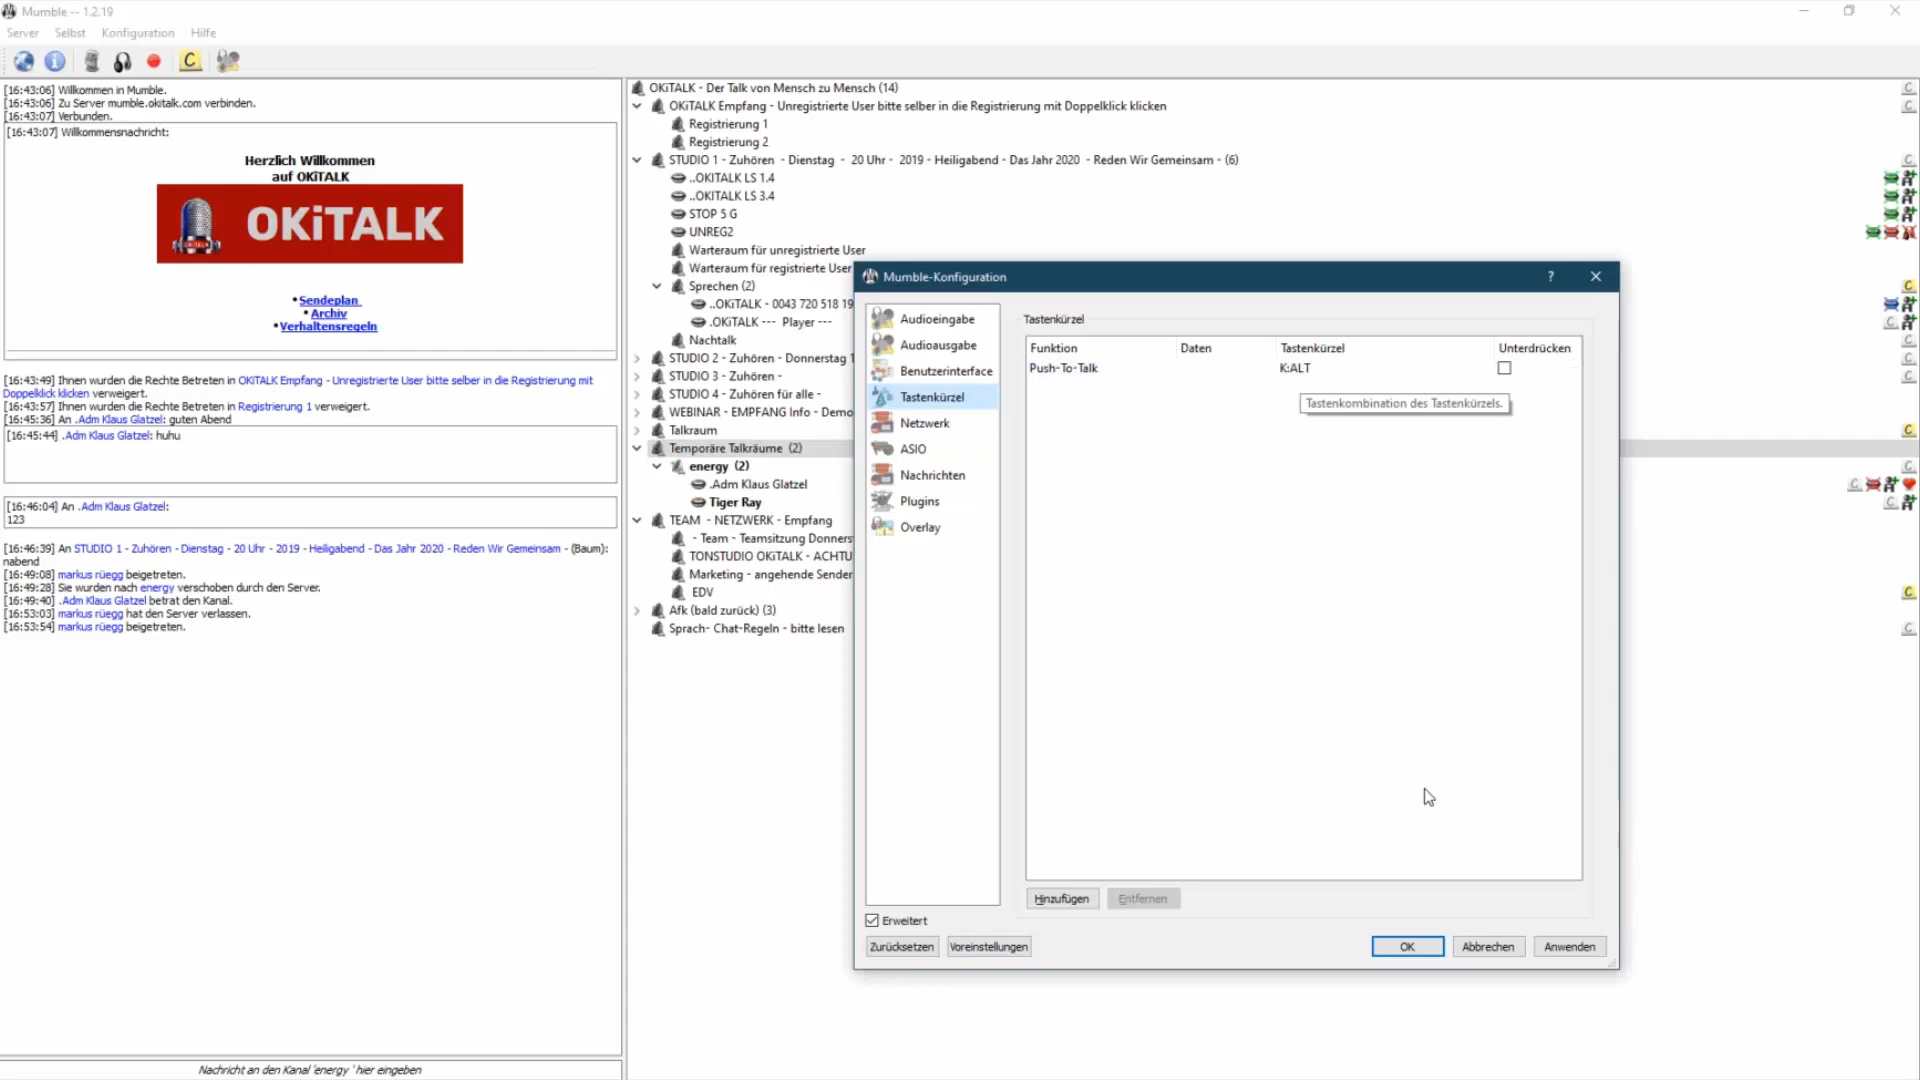 Mumble -- 1.2.19
Server Selbst Konfiguration Hilfe
C
[16:43:06] Willkommen in Mumble.
[16:43:06] Zu Server mumble.okitalk.com verbinden.
[16:43:07] Verbunden.
[16:43:07] Willkommensnachricht:
Herzlich Willkommen
auf OKiTALK
OKiTALK
OKiTALK
•Sendeplan
•Archiv
•Verhaltensregeln
[16:43:49] Ihnen wurden die Rechte Betreten in OKiTALK Empfang - Unregistrierte User bitte selber in die Registrierung mit
Doppelklick klicken verweigert.
[16:43:57] Ihnen wurden die Rechte Betreten in Registrierung 1 verweigert.
[16:45:36] An .Adm Klaus Glatzel: guten Abend
[16:45:44] .Adm Klaus Glatzel: huhu
[16:46:04] An .Adm Klaus Glatzel:
123
[16:46:39] An STUDIO 1 - Zuhören - Dienstag - 20 Uhr - 2019 - Heiligabend - Das Jahr 2020 - Reden Wir Gemeinsam - (Baum):
nabend
[16:49:08] markus rüegg beigetreten.
[16:49:28] Sie wurden nach energy verschoben durch den Server.
[16:49:40] .Adm Klaus Glatzel betrat den Kanal.
[16:53:03] markus rüegg hat den Server verlassen.
[16:53:54] markus rüegg beigetreten.
Nachricht an den Kanal 'energy ' hier eingeben
OKiTALK - Der Talk von Mensch zu Mensch (14)
OKiTALK Empfang - Unregistrierte User bitte selber in die Registrierung mit Doppelklick klicken
Registrierung 1
Registrierung 2
STUDIO 1 - Zuhören - Dienstag - 20 Uhr - 2019 - Heiligabend - Das Jahr 2020 - Reden Wir Gemeinsam - (6)
..OKITALK LS 1.4
..OKITALK LS 3.4
STOP 5 G
UNREG2
Warteraum für unregistrierte User
Warteraum für registrierte User
Sprechen (2)
..OKiTALK - 0043 720 518 19
.OKiTALK --- Player ---
Nachtalk
STUDIO 2 - Zuhören - Donnerstag 1
STUDIO 3 - Zuhören -
STUDIO 4 - Zuhören für alle -
WEBINAR - EMPFANG Info - Demo
Talkraum
Temporäre Talkräume (2)
energy (2)
.Adm Klaus Glatzel
Tiger Ray
TEAM - NETZWERK - Empfang
- Team - Teamsitzung Donners
TONSTUDIO OKiTALK - ACHTU
Marketing - angehende Sender
EDV
Afk (bald zurück) (3)
Sprach- Chat-Regeln - bitte lesen
Mumble-Konfiguration
?
Audioeingabe
Audioausgabe
Benutzerinterface
Tastenkürzel
Netzwerk
ASIO
Nachrichten
Plugins
Overlay
Tastenkürzel
Funktion Daten Tastenkürzel Unterdrücken
Push-To-Talk K:ALT
Tastenkombination des Tastenkürzels.
Hinzufügen Entfernen
Erweitert
Zurücksetzen Voreinstellungen OK Abbrechen Anwenden